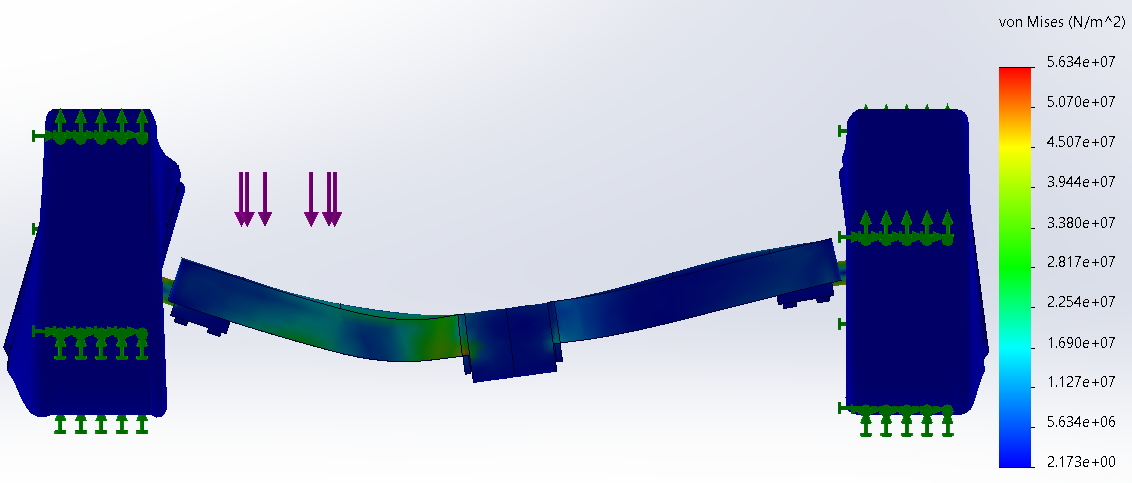 von Mises (N/m^2)
5.634e+07
5.070e+07
4.507e+07
3.944e+07
3.380e+07
2.817e+07
2.254e+07
1.690e+07
1.127e+07
5.634e+06
2.173e+00